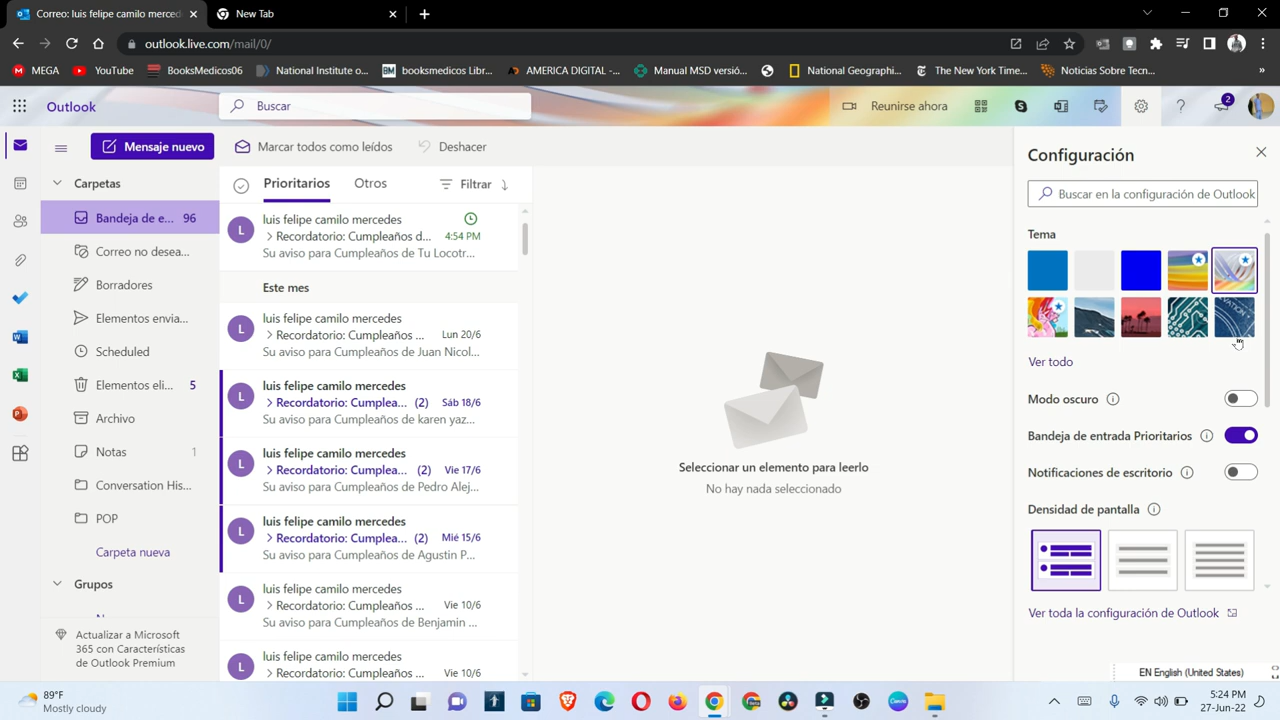 Correo: luis felipe camilo merced
New Tab
outlook.live.com/mail/0/
MEGA
YouTube
BooksMedicos06
National Institute o...
booksmedicos Libr...
AMERICA DIGITAL -...
Manual MSD versió...
National Geographi...
The New York Time...
Noticias Sobre Tecn...
»
Outlook
Buscar
Reunirse ahora
2
Mensaje nuevo
Marcar todos como leídos
Deshacer
Carpetas
Bandeja de e... 96
Correo no desea...
Borradores
Elementos envia...
Scheduled
Elementos eli... 5
Archivo
Notas 1
Conversation His...
POP
Carpeta nueva
Grupos
Actualizar a Microsoft
365 con Características
de Outlook Premium
Prioritarios
Otros
Filtrar
L
luis felipe camilo mercedes
Recordatorio: Cumpleaños d... 4:54 PM
Su aviso para Cumpleaños de Tu Locotr...
Este mes
L
luis felipe camilo mercedes
Recordatorio: Cumpleaños ... Lun 20/6
Su aviso para Cumpleaños de Juan Nicol...
L
luis felipe camilo mercedes
Recordatorio: Cumplea... (2) Sáb 18/6
Su aviso para Cumpleaños de karen yaz...
L
luis felipe camilo mercedes
Recordatorio: Cumplea... (2) Vie 17/6
Su aviso para Cumpleaños de Pedro Alej...
L
luis felipe camilo mercedes
Recordatorio: Cumplea... (2) Mié 15/6
Su aviso para Cumpleaños de Agustin P...
L
luis felipe camilo mercedes
Recordatorio: Cumpleaños ... Vie 10/6
Su aviso para Cumpleaños de Benjamin ...
L
luis felipe camilo mercedes
Recordatorio: Cumpleaños ... Vie 10/6
Seleccionar un elemento para leerlo
No hay nada seleccionado
Configuración
Buscar en la configuración de Outlook
Tema
Ver todo
Modo oscuro
Bandeja de entrada Prioritarios
Notificaciones de escritorio
Densidad de pantalla
Ver toda la configuración de Outlook
EN English (United States)
89°F
Mostly cloudy
5:24 PM
27-Jun-22